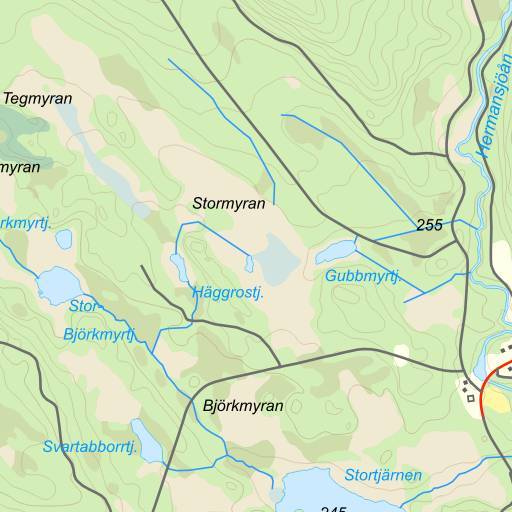 Hermansjöån
Tegmyran
myran
Stormyran
255
rkmyrtj.
Gubbmyrtj.
Häggrostj.
Stor-
Björkmyrtj.
Björkmyran
Svartabborrtj.
Stortjärnen
245